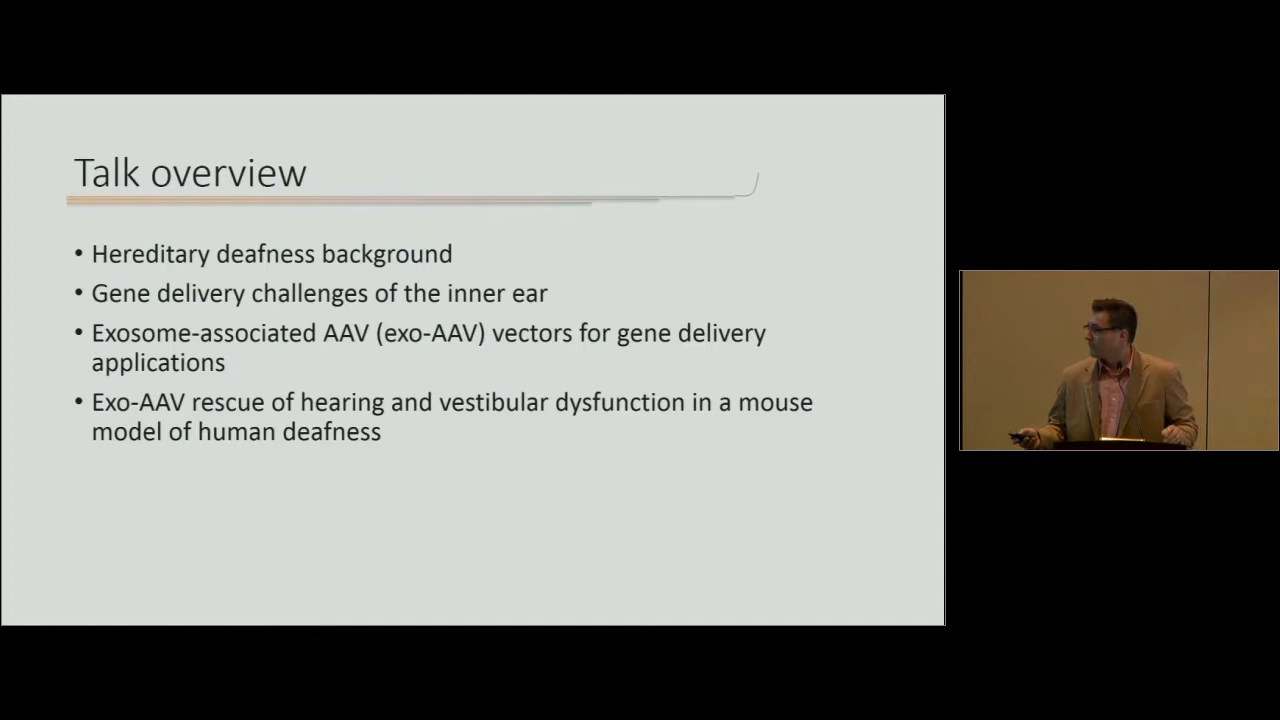 Talk overview
• Hereditary deafness background
• Gene delivery challenges of the inner ear
• Exosome-associated AAV (exo-AAV) vectors for gene delivery
applications
• Exo-AAV rescue of hearing and vestibular dysfunction in a mouse
model of human deafness